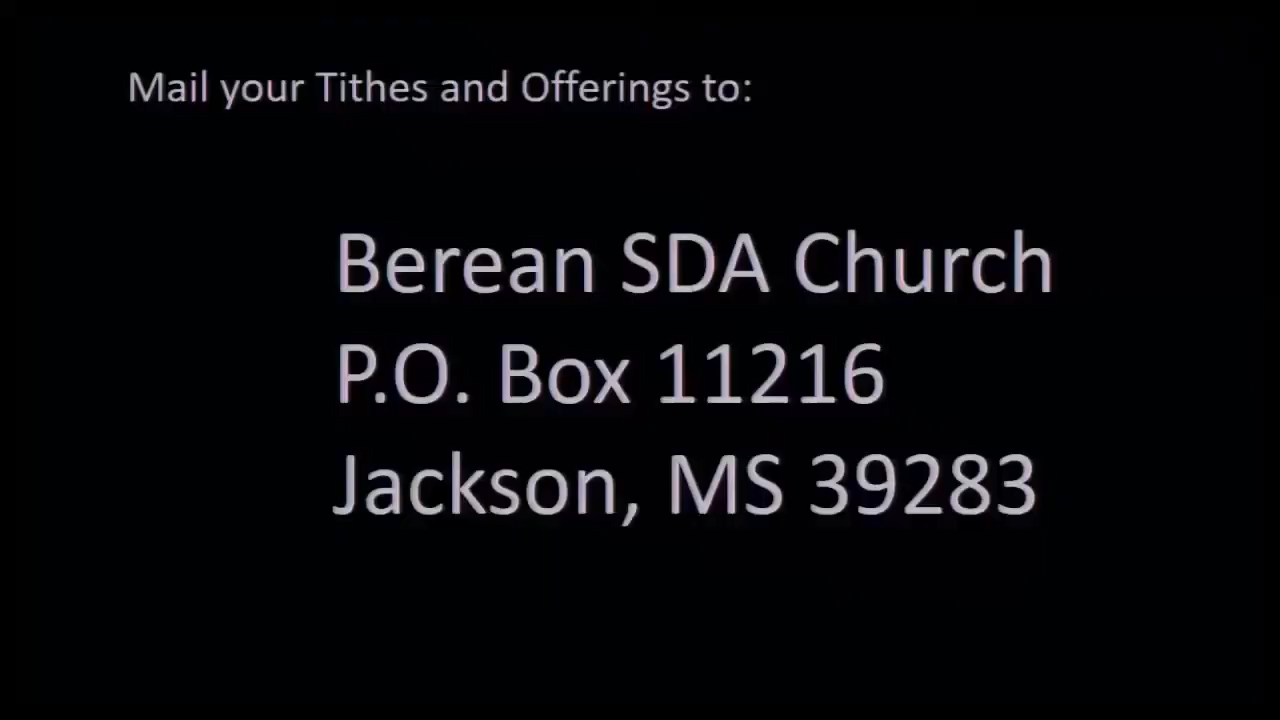 Mail your Tithes and Offerings to:
Berean SDA Church
P.O. Box 11216
Jackson, MS 39283